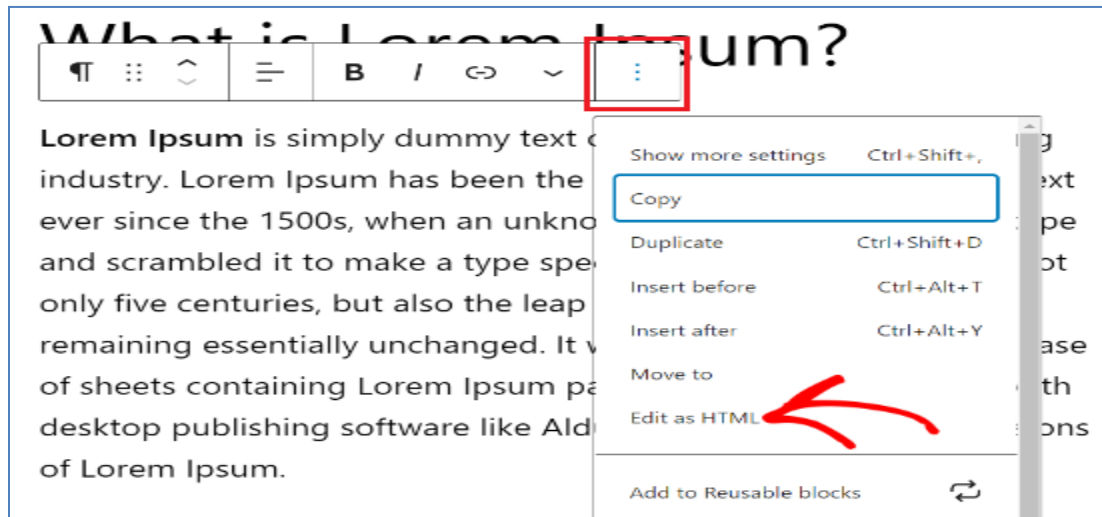 What is Lorem Ipsum?
B I
Lorem Ipsum is simply dummy text
industry. Lorem Ipsum has been the
ever since the 1500s, when an
and scrambled it to make a type
only five centuries, but also the leap
remaining essentially unchanged. It
of sheets containing Lorem Ipsum
desktop publishing software like
of Lorem Ipsum.
Show more settings Ctrl+Shift+,
Copy
Duplicate Ctrl+Shift+D
Insert before Ctrl+Alt+T
Insert after Ctrl+Alt+Y
Move to
Edit as HTML
Add to Reusable blocks